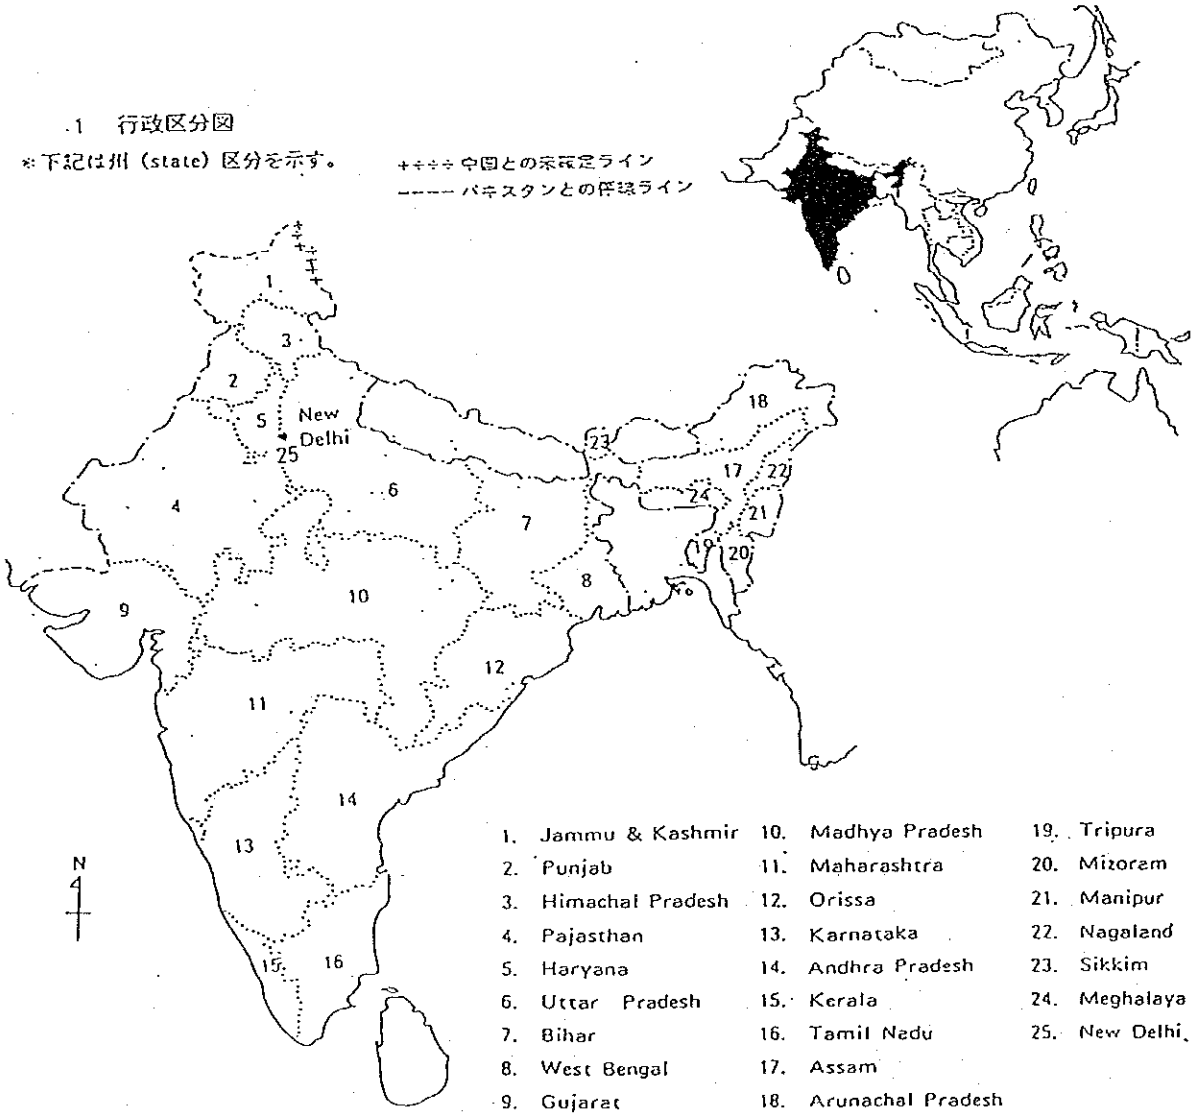 .1 行政区分図
*下記は州 (state) 区分を示す。
++÷÷÷ 中国との未確定ライン
---- パキスタンとの停戦ライン
1
3
2
5
New
Delhi
25
4
6
7
8
9
10
11
12
13
14
15
16
17
18
19
20
21
22
23
24
N
1. Jammu & Kashmir
2. Punjab
3. Himachal Pradesh
4. Pajasthan
5. Haryana
6. Uttar Pradesh
7. Bihar
8. West Bengal
9. Gujarat
10. Madhya Pradesh
11. Maharashtra
12. Orissa
13. Karnataka
14. Andhra Pradesh
15. Kerala
16. Tamil Nadu
17. Assam
18. Arunachal Pradesh
19. Tripura
20. Mizoram
21. Manipur
22. Nagaland
23. Sikkim
24. Meghalaya
25. New Delhi